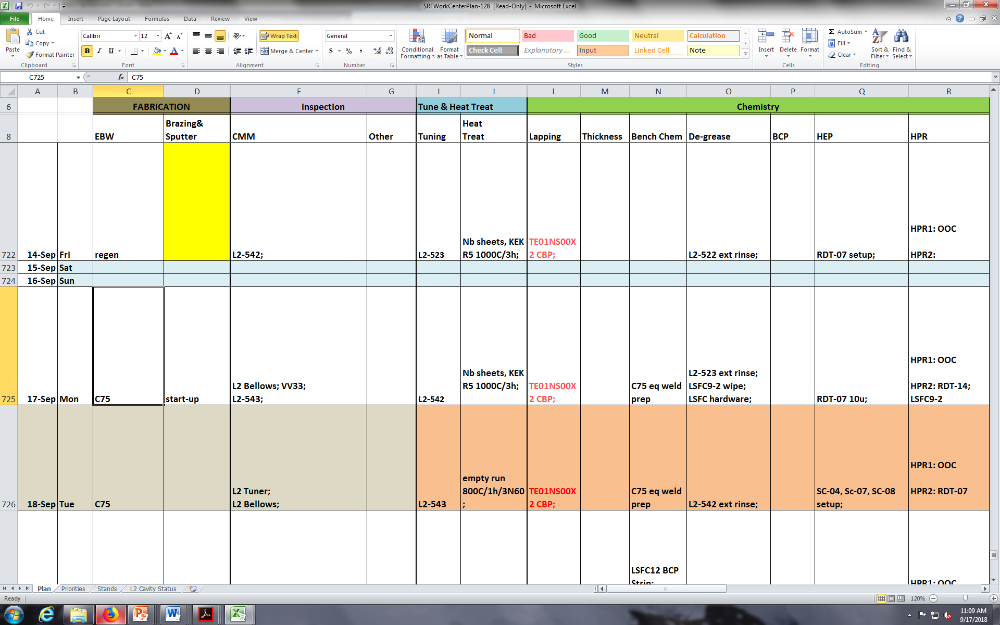 SRFWorkCenterPlan-128 [Read-Only] - Microsoft Excel
File Home Insert Page Layout Formulas Data Review View
Paste
Cut
Copy
Format Painter
Clipboard
Calibri 12
B I U
Font
Wrap Text
Merge & Center
Alignment
General
$ % ,
Number
Conditional Formatting
Format as Table
Normal Bad Good Neutral Calculation
Check Cell Explanatory ... Input Linked Cell Note
Styles
Insert Delete Format
Cells
Σ AutoSum
Fill
Clear
Sort & Filter
Find & Select
Editing
C725 fx C75
A B C D F G I J L M N O P Q R
6 FABRICATION Inspection Tune & Heat Treat Chemistry
Brazing& Heat
8 EBW Sputter CMM Other Tuning Treat Lapping Thickness Bench Chem De-grease BCP HEP HPR
HPR1: OOC
Nb sheets, KEK TE01NS00X
722 14-Sep Fri regen L2-542; L2-523 R5 1000C/3h; 2 CBP; L2-522 ext rinse; RDT-07 setup; HPR2:
723 15-Sep Sat
724 16-Sep Sun
HPR1: OOC
Nb sheets, KEK L2-523 ext rinse;
L2 Bellows; VV33; R5 1000C/3h; TE01NS00X C75 eq weld LSFC9-2 wipe; HPR2: RDT-14;
725 17-Sep Mon C75 start-up L2-543; L2-542 2 CBP; prep LSFC hardware; RDT-07 10u; LSFC9-2
HPR1: OOC
empty run
L2 Tuner; 800C/1h/3N60 TE01NS00X C75 eq weld SC-04, Sc-07, SC-08 HPR2: RDT-07
726 18-Sep Tue C75 L2 Bellows; L2-543 ; 2 CBP; prep L2-542 ext rinse; setup;
LSFC12 BCP
Strip; HPR1: OOC
Plan Priorities Stands L2 Cavity Status
Ready 120%
11:09 AM
9/17/2018